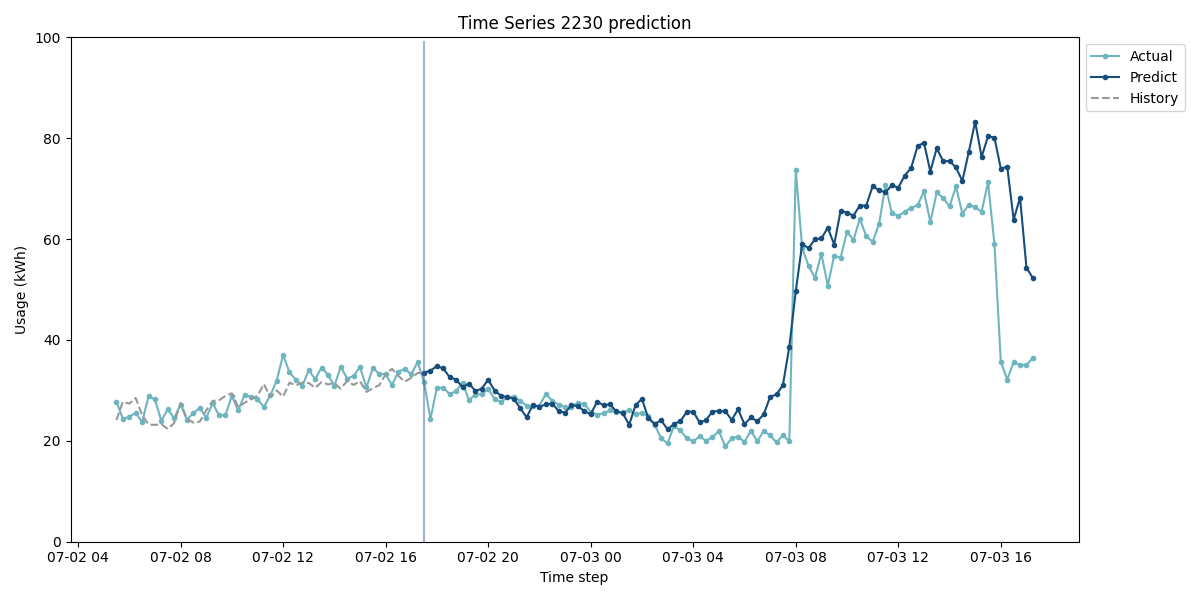 Time Series 2230 prediction
100
80
60
40
20
0
Usage (kWh)
07-02 04
07-02 08
07-02 12
07-02 16
07-02 20
07-03 00
07-03 04
07-03 08
07-03 12
07-03 16
Time step
Actual
Predict
History